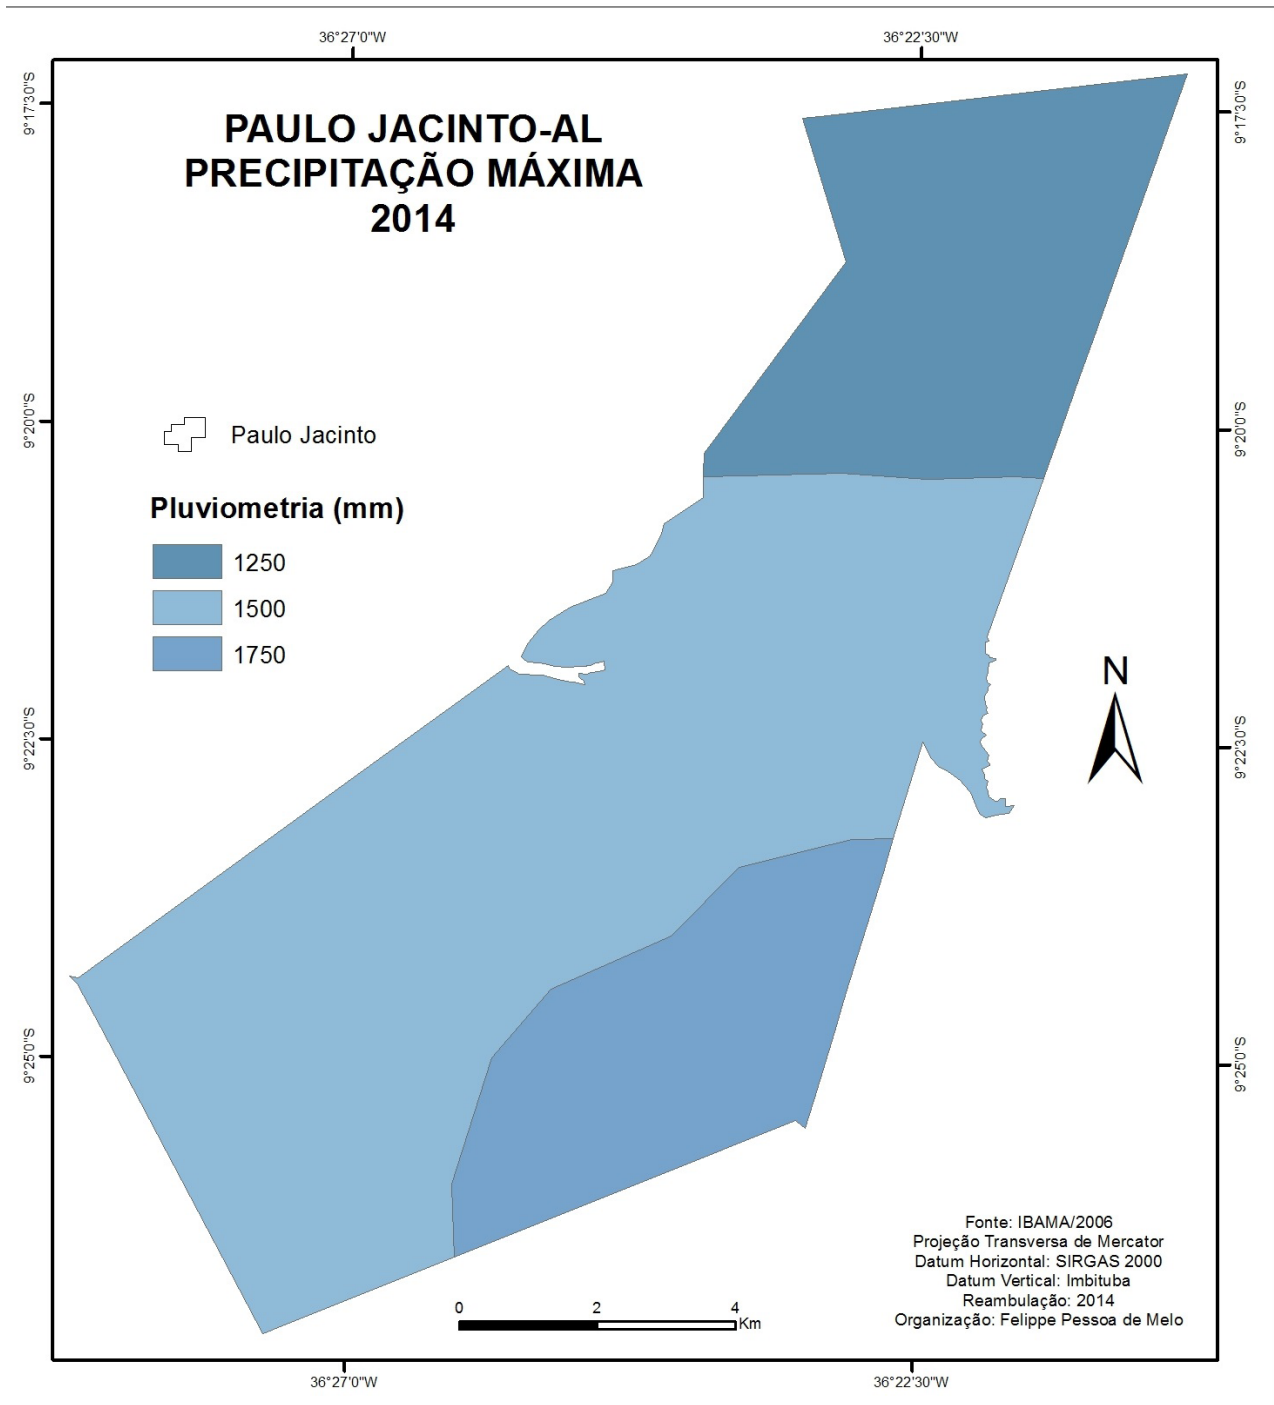 36°27'0"W
36°22'30"W
9°17'30"S
9°17'30"S
PAULO JACINTO-AL
PRECIPITAÇÃO MÁXIMA
2014
9°20'0"S
9°20'0"S
Paulo Jacinto
Pluviometria (mm)
1250
1500
1750
N
9°22'30"S
9°22'30"S
9°25'0"S
9°25'0"S
Fonte: IBAMA/2006
Projeção Transversa de Mercator
Datum Horizontal: SIRGAS 2000
Datum Vertical: Imbituba
Reambulação: 2014
Organização: Felippe Pessoa de Melo
0 2 4
Km
36°27'0"W
36°22'30"W